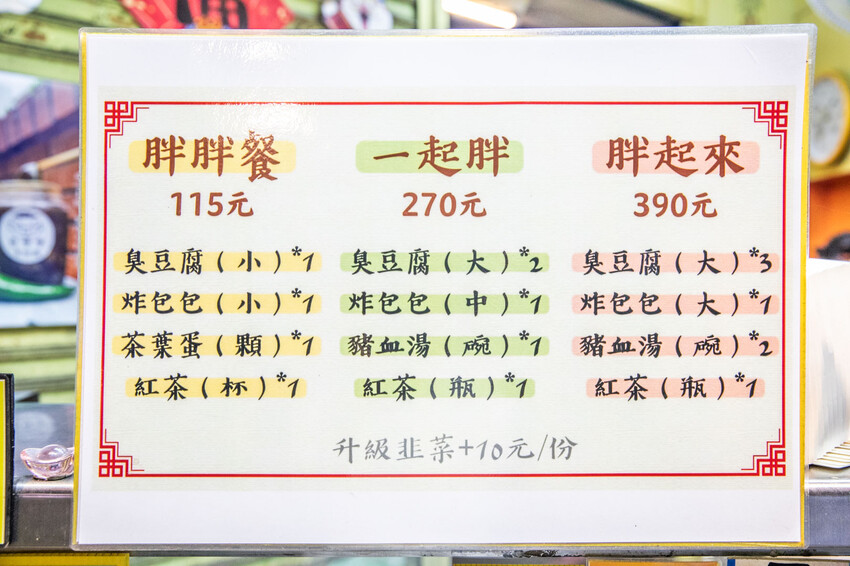 胖胖餐
115元
臭豆腐(小)*1
炸包包(小)*1
茶葉蛋(顆)*1
紅茶(杯)*1
一起胖
270元
臭豆腐(大)*2
炸包包(中)*1
豬血湯(碗)*1
紅茶(瓶)*1
胖起來
390元
臭豆腐(大)*3
炸包包(大)*1
豬血湯(碗)*2
紅茶(瓶)*1
升級韭菜+10元/份